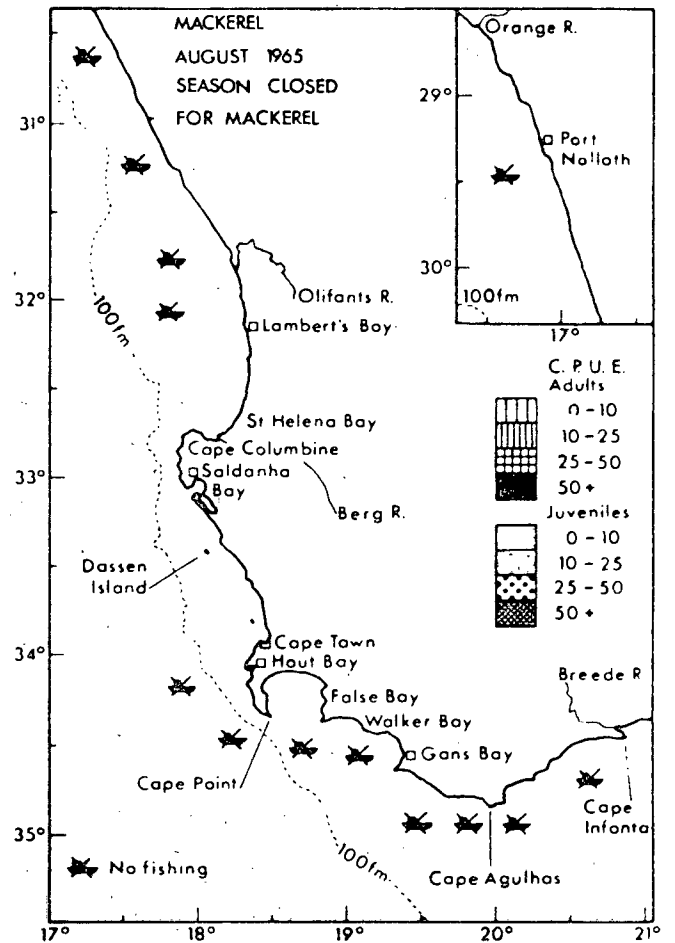 MACKEREL
AUGUST 1965
SEASON CLOSED
FOR MACKEREL
Orange R.
29°
Port
Nolloth
30°
100fm
17°
31°
32°
33°
34°
35°
100fm
Olifants R.
Lambert's Bay
St Helena Bay
Cape Columbine
Saldanha
Bay
Berg R.
Dassen
Island
Cape Town
Hout Bay
False Bay
Walker Bay
Gans Bay
Cape Point
Breede R
Cape
Infanta
Cape Agulhas
100fm
No fishing
C. P. U. E.
Adults
0-10
10-25
25-50
50+
Juveniles
0-10
10-25
25-50
50+
17°
18°
19°
20°
21°